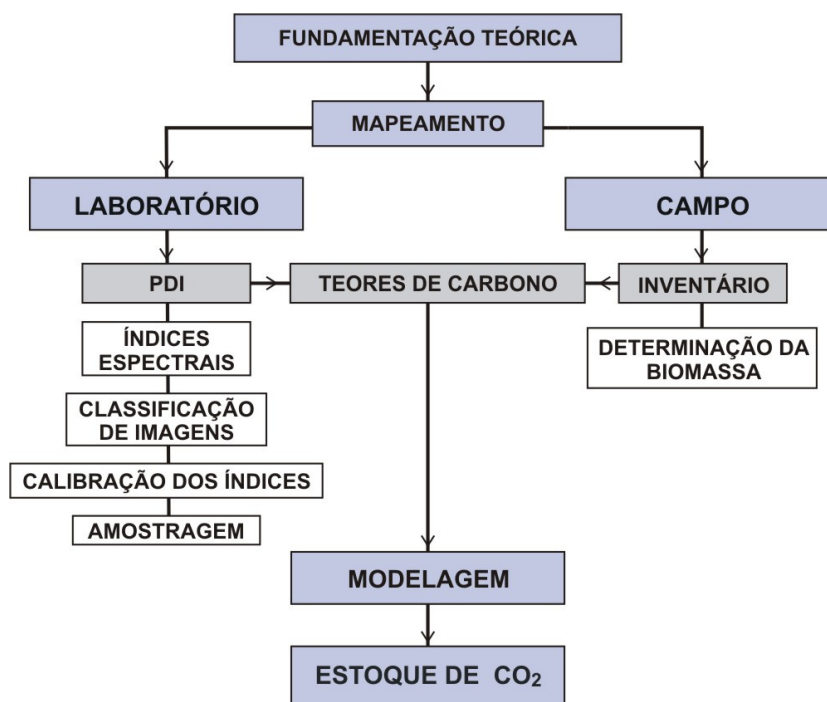 FUNDAMENTAÇÃO TEÓRICA
MAPEAMENTO
LABORATÓRIO
CAMPO
PDI
TEORES DE CARBONO
INVENTÁRIO
ÍNDICES
ESPECTRAIS
DETERMINAÇÃO DA
BIOMASSA
CLASSIFICAÇÃO
DE IMAGENS
CALIBRAÇÃO DOS ÍNDICES
AMOSTRAGEM
MODELAGEM
ESTOQUE DE CO₂